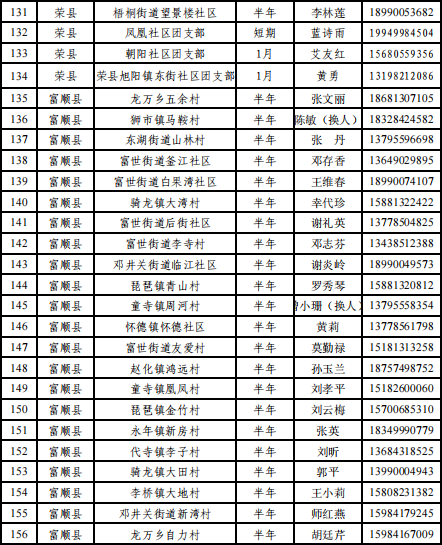 131 荣县 梧桐街道望景楼社区 半年 李林莲 18990053682
132 荣县 凤凰社区团支部 短期 蓝诗雨 19949984504
133 荣县 朝阳社区团支部 1月 艾友红 15680559356
134 荣县 荣县旭阳镇东街社区团支部 1月 黄勇 13198212086
135 富顺县 龙万乡五余村 半年 张文丽 18681307105
136 富顺县 狮市镇马鞍村 半年 陈敏（换人） 18328424582
137 富顺县 东湖街道山林村 半年 张 丹 13795596698
138 富顺县 富世街道釜江社区 半年 邓存香 13649029895
139 富顺县 富世街道白果湾社区 半年 王维春 18990074107
140 富顺县 骑龙镇大湾村 半年 幸代珍 15881322422
141 富顺县 富世街道后街社区 半年 谢礼英 13778504825
142 富顺县 富世街道李寺村 半年 邓志芬 13438512388
143 富顺县 邓井关街道临江社区 半年 谢炎岭 18990049573
144 富顺县 琵琶镇青山村 半年 罗秀琴 15881320812
145 富顺县 童寺镇周河村 半年 曾小珊（换人） 13795558354
146 富顺县 怀德镇怀德社区 半年 黄莉 13778561798
147 富顺县 富世街道友爱村 半年 莫勤禄 15181313258
148 富顺县 赵化镇鸿远村 半年 孙玉兰 18757498752
149 富顺县 童寺镇凰凤村 半年 刘孝平 15182600060
150 富顺县 琵琶镇金竹村 半年 刘云梅 15700685310
151 富顺县 永年镇新房村 半年 张英 18349990779
152 富顺县 代寺镇李子村 半年 刘昕 13684318525
153 富顺县 骑龙镇大田村 半年 郭平 13990004943
154 富顺县 李桥镇大地村 半年 王小莉 15808231382
155 富顺县 邓井关街道新湾村 半年 师红燕 15984179245
156 富顺县 龙万乡自力村 半年 胡廷芹 15984167009